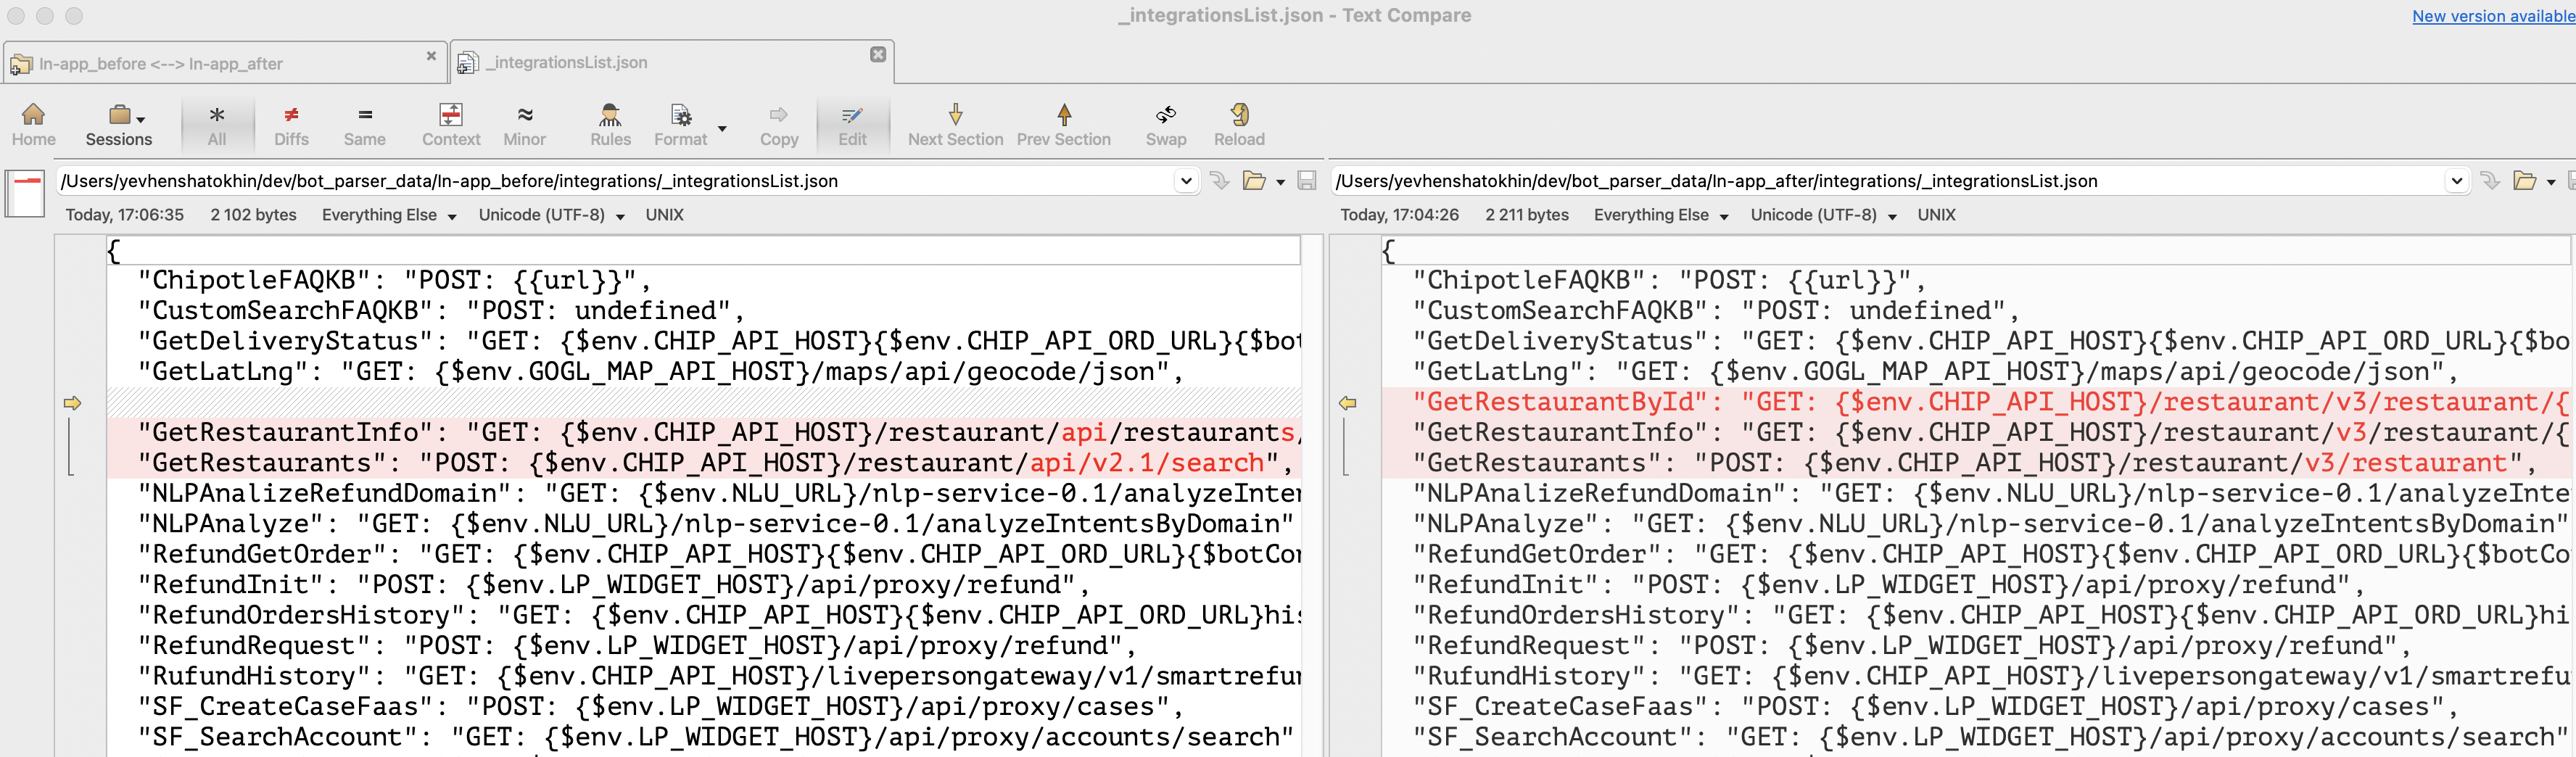 _integrationsList.json - Text Compare
New version available
In-app_before <--> In-app_after
_integrationsList.json
Home
Sessions
All
Diffs
Same
Context
Minor
Rules
Format
Copy
Edit
Next Section
Prev Section
Swap
Reload
/Users/yevhenshatokhin/dev/bot_parser_data/In-app_before/integrations/_integrationsList.json
Today, 17:06:35 2 102 bytes Everything Else Unicode (UTF-8) UNIX
{
"ChipotleFAQKB": "POST: {{url}}",
"CustomSearchFAQKB": "POST: undefined",
"GetDeliveryStatus": "GET: {$env.CHIP_API_HOST}{$env.CHIP_API_ORD_URL}{$bot
"GetLatLng": "GET: {$env.GOGL_MAP_API_HOST}/maps/api/geocode/json",
"GetRestaurantInfo": "GET: {$env.CHIP_API_HOST}/restaurant/api/restaurants/
"GetRestaurants": "POST: {$env.CHIP_API_HOST}/restaurant/api/v2.1/search",
"NLPAnalizeRefundDomain": "GET: {$env.NLU_URL}/nlp-service-0.1/analyzeInten
"NLPAnalyze": "GET: {$env.NLU_URL}/nlp-service-0.1/analyzeIntentsByDomain"
"RefundGetOrder": "GET: {$env.CHIP_API_HOST}{$env.CHIP_API_ORD_URL}{$botCon
"RefundInit": "POST: {$env.LP_WIDGET_HOST}/api/proxy/refund",
"RefundOrdersHistory": "GET: {$env.CHIP_API_HOST}{$env.CHIP_API_ORD_URL}his
"RefundRequest": "POST: {$env.LP_WIDGET_HOST}/api/proxy/refund",
"RufundHistory": "GET: {$env.CHIP_API_HOST}/livepersongateway/v1/smartrefun
"SF_CreateCaseFaas": "POST: {$env.LP_WIDGET_HOST}/api/proxy/cases",
"SF_SearchAccount": "GET: {$env.LP_WIDGET_HOST}/api/proxy/accounts/search"
/Users/yevhenshatokhin/dev/bot_parser_data/In-app_after/integrations/_integrationsList.json
Today, 17:04:26 2 211 bytes Everything Else Unicode (UTF-8) UNIX
{
"ChipotleFAQKB": "POST: {{url}}",
"CustomSearchFAQKB": "POST: undefined",
"GetDeliveryStatus": "GET: {$env.CHIP_API_HOST}{$env.CHIP_API_ORD_URL}{$bo
"GetLatLng": "GET: {$env.GOGL_MAP_API_HOST}/maps/api/geocode/json",
"GetRestaurantById": "GET: {$env.CHIP_API_HOST}/restaurant/v3/restaurant/{
"GetRestaurantInfo": "GET: {$env.CHIP_API_HOST}/restaurant/v3/restaurant/{
"GetRestaurants": "POST: {$env.CHIP_API_HOST}/restaurant/v3/restaurant",
"NLPAnalizeRefundDomain": "GET: {$env.NLU_URL}/nlp-service-0.1/analyzeInte
"NLPAnalyze": "GET: {$env.NLU_URL}/nlp-service-0.1/analyzeIntentsByDomain"
"RefundGetOrder": "GET: {$env.CHIP_API_HOST}{$env.CHIP_API_ORD_URL}{$botCo
"RefundInit": "POST: {$env.LP_WIDGET_HOST}/api/proxy/refund",
"RefundOrdersHistory": "GET: {$env.CHIP_API_HOST}{$env.CHIP_API_ORD_URL}hi
"RefundRequest": "POST: {$env.LP_WIDGET_HOST}/api/proxy/refund",
"RufundHistory": "GET: {$env.CHIP_API_HOST}/livepersongateway/v1/smartrefu
"SF_CreateCaseFaas": "POST: {$env.LP_WIDGET_HOST}/api/proxy/cases",
"SF_SearchAccount": "GET: {$env.LP_WIDGET_HOST}/api/proxy/accounts/search"